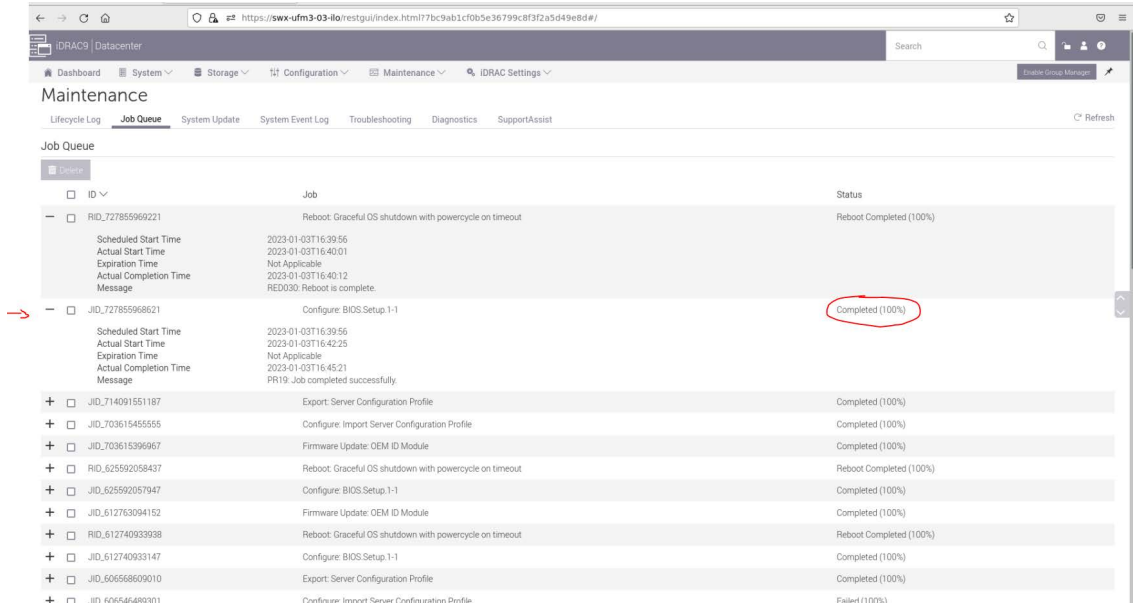 https://swx-ufm3-03-ilo/restgui/index.html?7bc9ab1cf0b5e36799c8f3f2a5d49e8d#/
iDRAC9 | Datacenter
Search
Dashboard System Storage Configuration Maintenance iDRAC Settings
Enable Group Manager
Maintenance
Lifecycle Log Job Queue System Update System Event Log Troubleshooting Diagnostics SupportAssist
Refresh
Job Queue
Delete
ID Job Status
RID_727855969221 Reboot: Graceful OS shutdown with powercycle on timeout Reboot Completed (100%)
Scheduled Start Time 2023-01-03T16:39:56
Actual Start Time 2023-01-03T16:40:01
Expiration Time Not Applicable
Actual Completion Time 2023-01-03T16:40:12
Message RED030: Reboot is complete.
JID_727855968621 Configure: BIOS.Setup.1-1 Completed (100%)
Scheduled Start Time 2023-01-03T16:39:56
Actual Start Time 2023-01-03T16:42:25
Expiration Time Not Applicable
Actual Completion Time 2023-01-03T16:45:21
Message PR19: Job completed successfully.
JID_714091551187 Export: Server Configuration Profile Completed (100%)
JID_703615455555 Configure: Import Server Configuration Profile Completed (100%)
JID_703615396967 Firmware Update: OEM ID Module Completed (100%)
RID_625592058437 Reboot: Graceful OS shutdown with powercycle on timeout Reboot Completed (100%)
JID_625592057947 Configure: BIOS.Setup.1-1 Completed (100%)
JID_612763094152 Firmware Update: OEM ID Module Completed (100%)
RID_612740933938 Reboot: Graceful OS shutdown with powercycle on timeout Reboot Completed (100%)
JID_612740933147 Configure: BIOS.Setup.1-1 Completed (100%)
JID_606568609010 Export: Server Configuration Profile Completed (100%)
JID_606546489301 Configure: Import Server Configuration Profile Failed (100%)